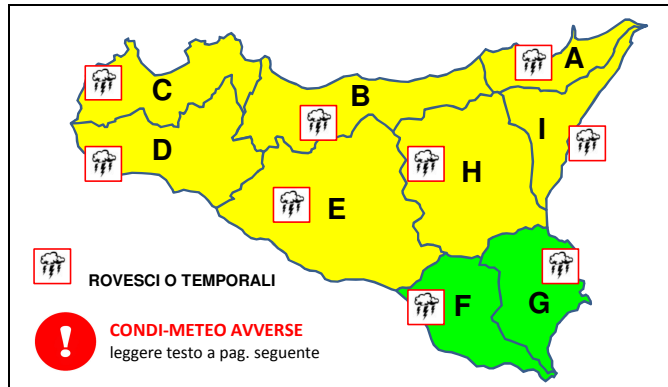 A
C
B
I
D
H
E
ROVESCI O TEMPORALI
F
G
!
CONDI-METEO AVVERSE
leggere testo a pag. seguente